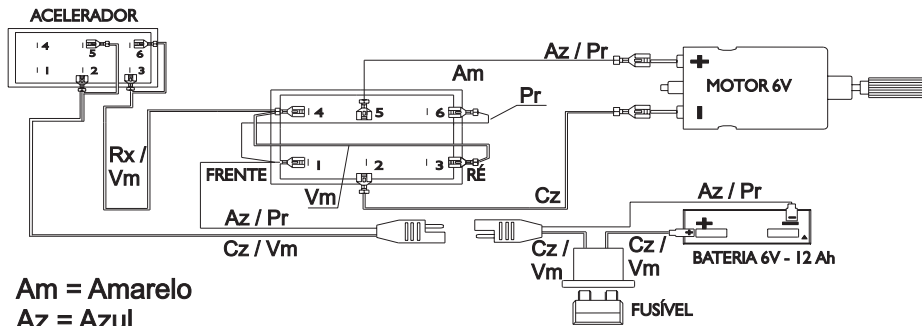 ACELERADOR
4 5 6
1 2 3
Az / Pr
Am
+
MOTOR 6V
-
Pr
4 5 6
1 2 3
FRENTE
RÉ
Rx /
Vm
Vm
Cz
Az / Pr
Cz / Vm
Az / Pr
Cz /
Vm
Cz /
Vm
+
+ -
BATERIA 6V - 12 Ah
FUSÍVEL
Am = Amarelo
Az = Azul